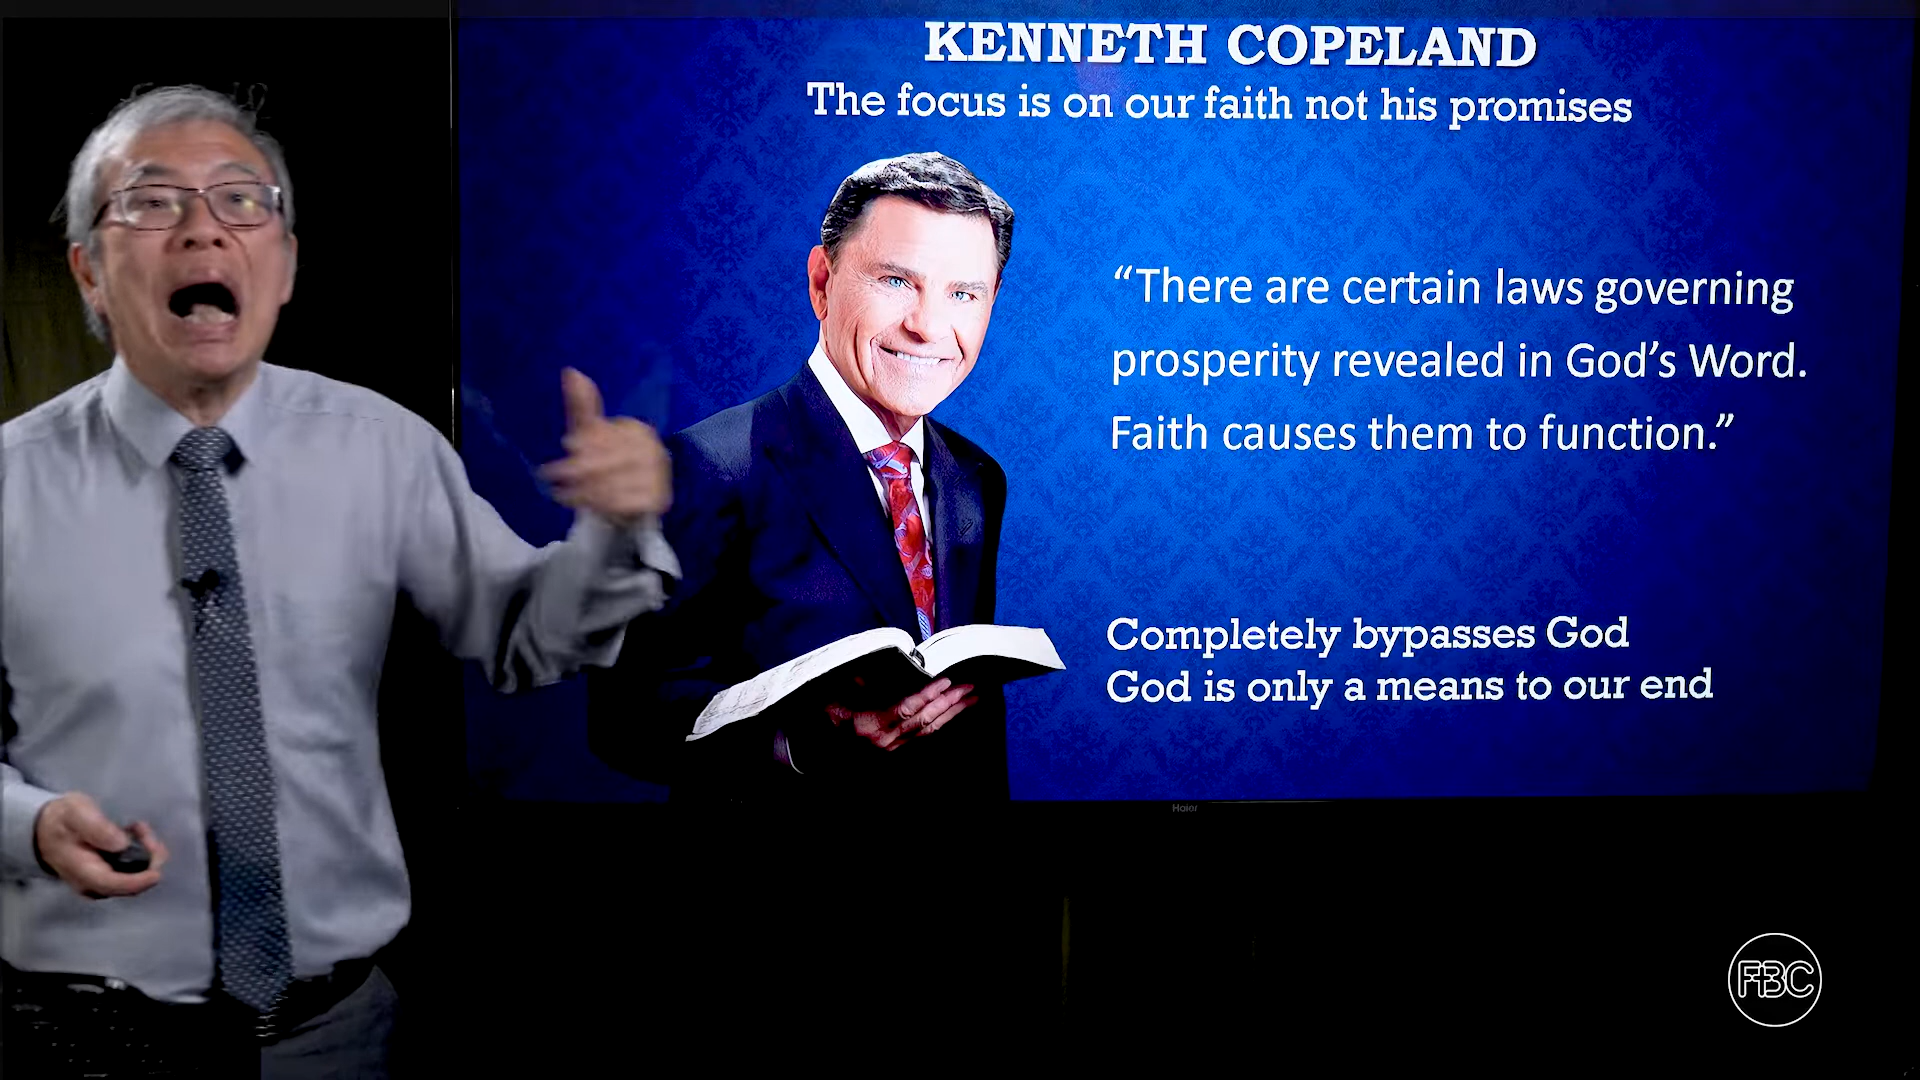 KENNETH COPELAND
The focus is on our faith not his promises
“There are certain laws governing
prosperity revealed in God’s Word.
Faith causes them to function.”
Completely bypasses God
God is only a means to our end
Haier
FBC